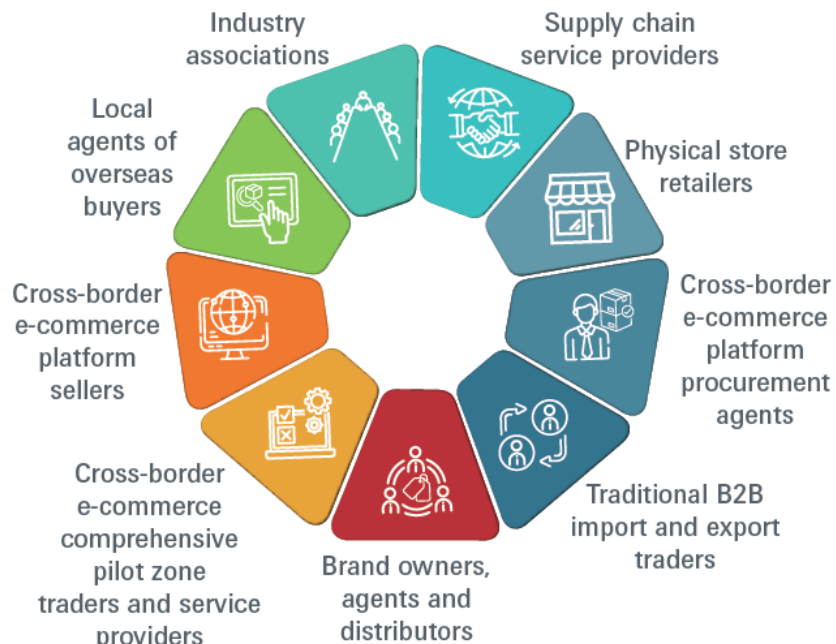 Industry
associations
Supply chain
service providers
Local
agents of
overseas
buyers
Physical store
retailers
Cross-border
e-commerce
platform
sellers
Cross-border
e-commerce
platform
procurement
agents
Cross-border
e-commerce
comprehensive
pilot zone
traders and service
providers
Brand owners,
agents and
distributors
Traditional B2B
import and export
traders